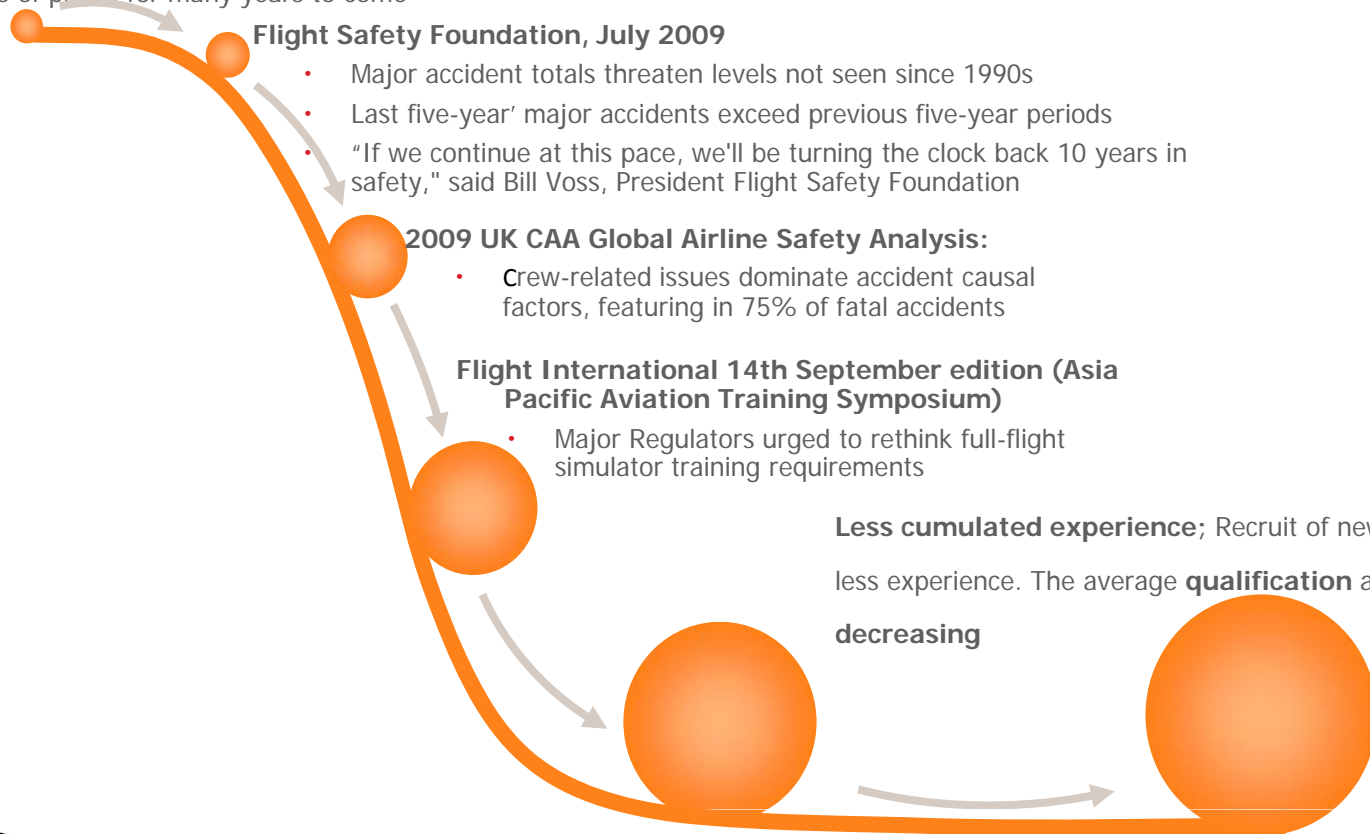 for many years to come
Flight Safety Foundation, July 2009
• Major accident totals threaten levels not seen since 1990s
• Last five-year’ major accidents exceed previous five-year periods
• “If we continue at this pace, we'll be turning the clock back 10 years in
safety," said Bill Voss, President Flight Safety Foundation
2009 UK CAA Global Airline Safety Analysis:
• Crew-related issues dominate accident causal
factors, featuring in 75% of fatal accidents
Flight International 14th September edition (Asia
Pacific Aviation Training Symposium)
• Major Regulators urged to rethink full-flight
simulator training requirements
Less cumulated experience; Recruit of
less experience. The average qualification
decreasing